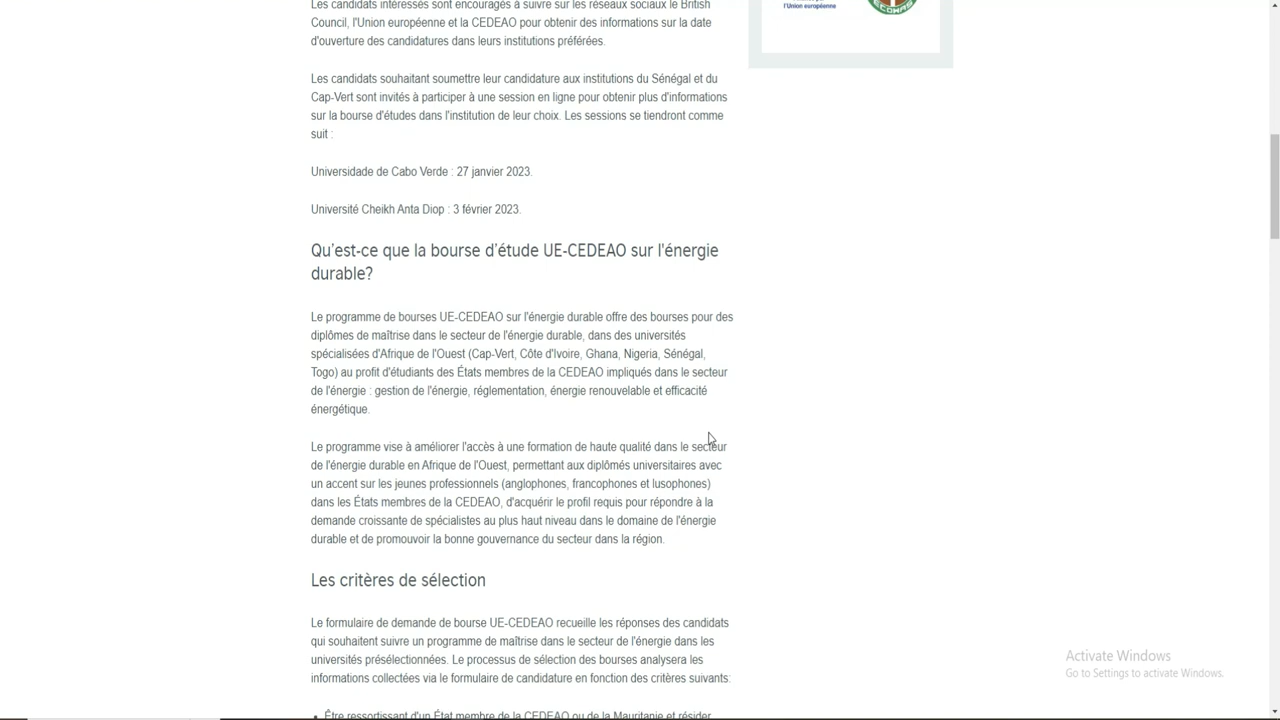 Les candidats intéressés sont encouragés à suivre sur les réseaux sociaux le British
Council, l'Union européenne et la CEDEAO pour obtenir des informations sur la date
d'ouverture des candidatures dans leurs institutions préférées.
Les candidats souhaitant soumettre leur candidature aux institutions du Sénégal et du
Cap-Vert sont invités à participer à une session en ligne pour obtenir plus d'informations
sur la bourse d'études dans l'institution de leur choix. Les sessions se tiendront comme
suit :
Universidade de Cabo Verde : 27 janvier 2023.
Université Cheikh Anta Diop : 3 février 2023.
Qu'est-ce que la bourse d'étude UE-CEDEAO sur l'énergie
durable?
Le programme de bourses UE-CEDEAO sur l'énergie durable offre des bourses pour des
diplômes de maîtrise dans le secteur de l'énergie durable, dans des universités
spécialisées d'Afrique de l'Ouest (Cap-Vert, Côte d'Ivoire, Ghana, Nigeria, Sénégal,
Togo) au profit d'étudiants des États membres de la CEDEAO impliqués dans le secteur
de l'énergie : gestion de l'énergie, réglementation, énergie renouvelable et efficacité
énergétique.
Le programme vise à améliorer l'accès à une formation de haute qualité dans le secteur
de l'énergie durable en Afrique de l'Ouest, permettant aux diplômés universitaires avec
un accent sur les jeunes professionnels (anglophones, francophones et lusophones)
dans les États membres de la CEDEAO, d'acquérir le profil requis pour répondre à la
demande croissante de spécialistes au plus haut niveau dans le domaine de l'énergie
durable et de promouvoir la bonne gouvernance du secteur dans la région.
Les critères de sélection
Le formulaire de demande de bourse UE-CEDEAO recueille les réponses des candidats
qui souhaitent suivre un programme de maîtrise dans le secteur de l'énergie dans les
universités présélectionnées. Le processus de sélection des bourses analysera les
informations collectées via le formulaire de candidature en fonction des critères suivants:
• Être ressortissant d'un État membre de la CEDEAO ou de la Mauritanie et résider
l'Union européenne
ECOWAS
Activate Windows
Go to Settings to activate Windows.